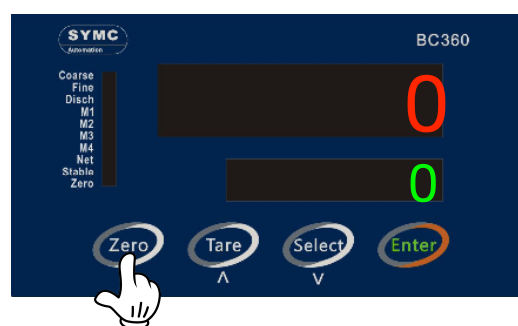 SYMC
Automation
BC360
Coarse
Fine
Disch
M1
M2
M3
M4
Net
Stable
Zero
0
0
Zero
Tare
Select
Enter